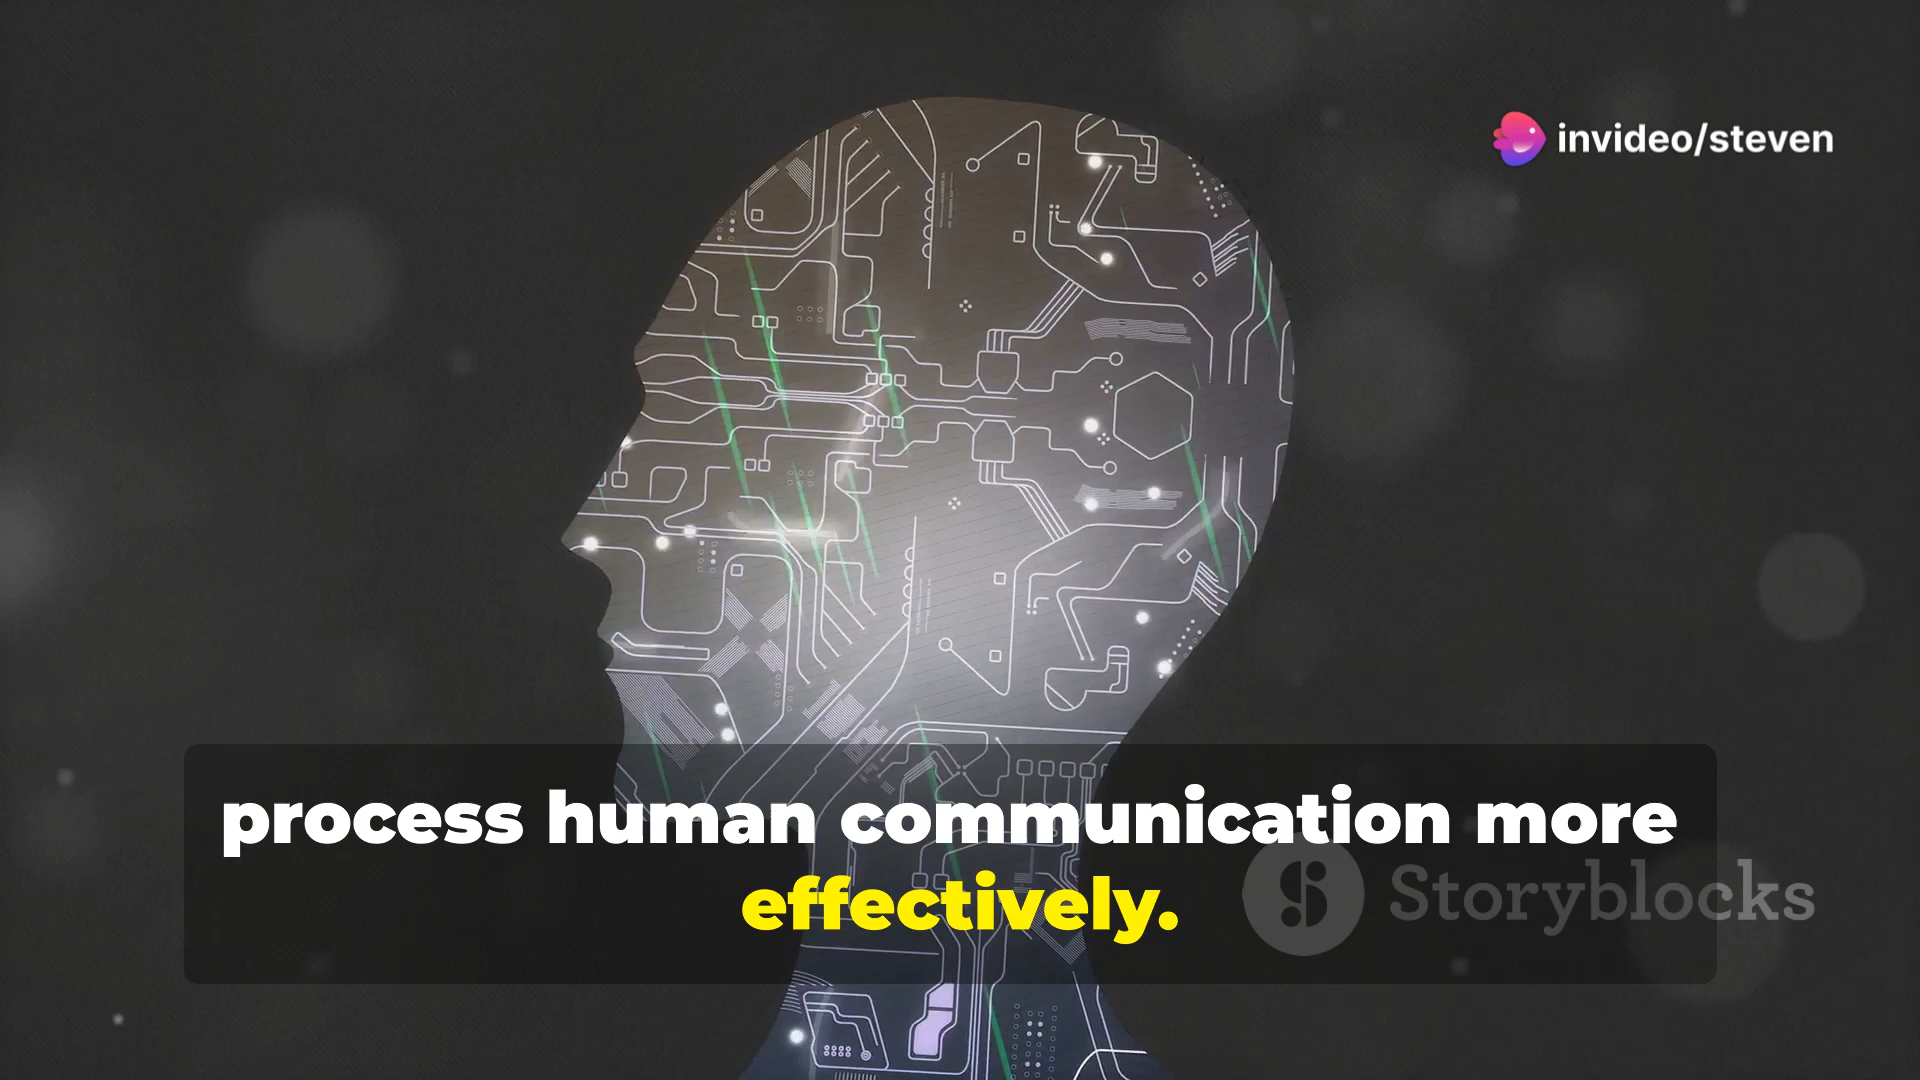 invideo/steven
process human communication more
effectively.
Storyblocks